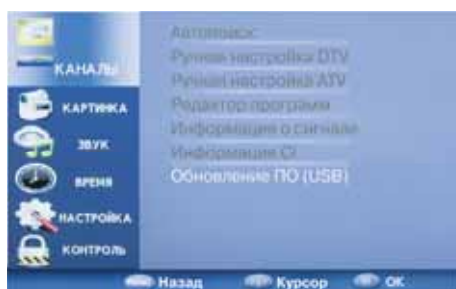 КАНАЛЫ
КАРТИНКА
ЗВУК
ВРЕМЯ
НАСТРОЙКА
КОНТРОЛЬ
Автопоиск
Ручная настройка DTV
Ручная настройка ATV
Редактор программ
Информация о сигнале
Информация CI
Обновление ПО (USB)
Назад
Курсор
ОК